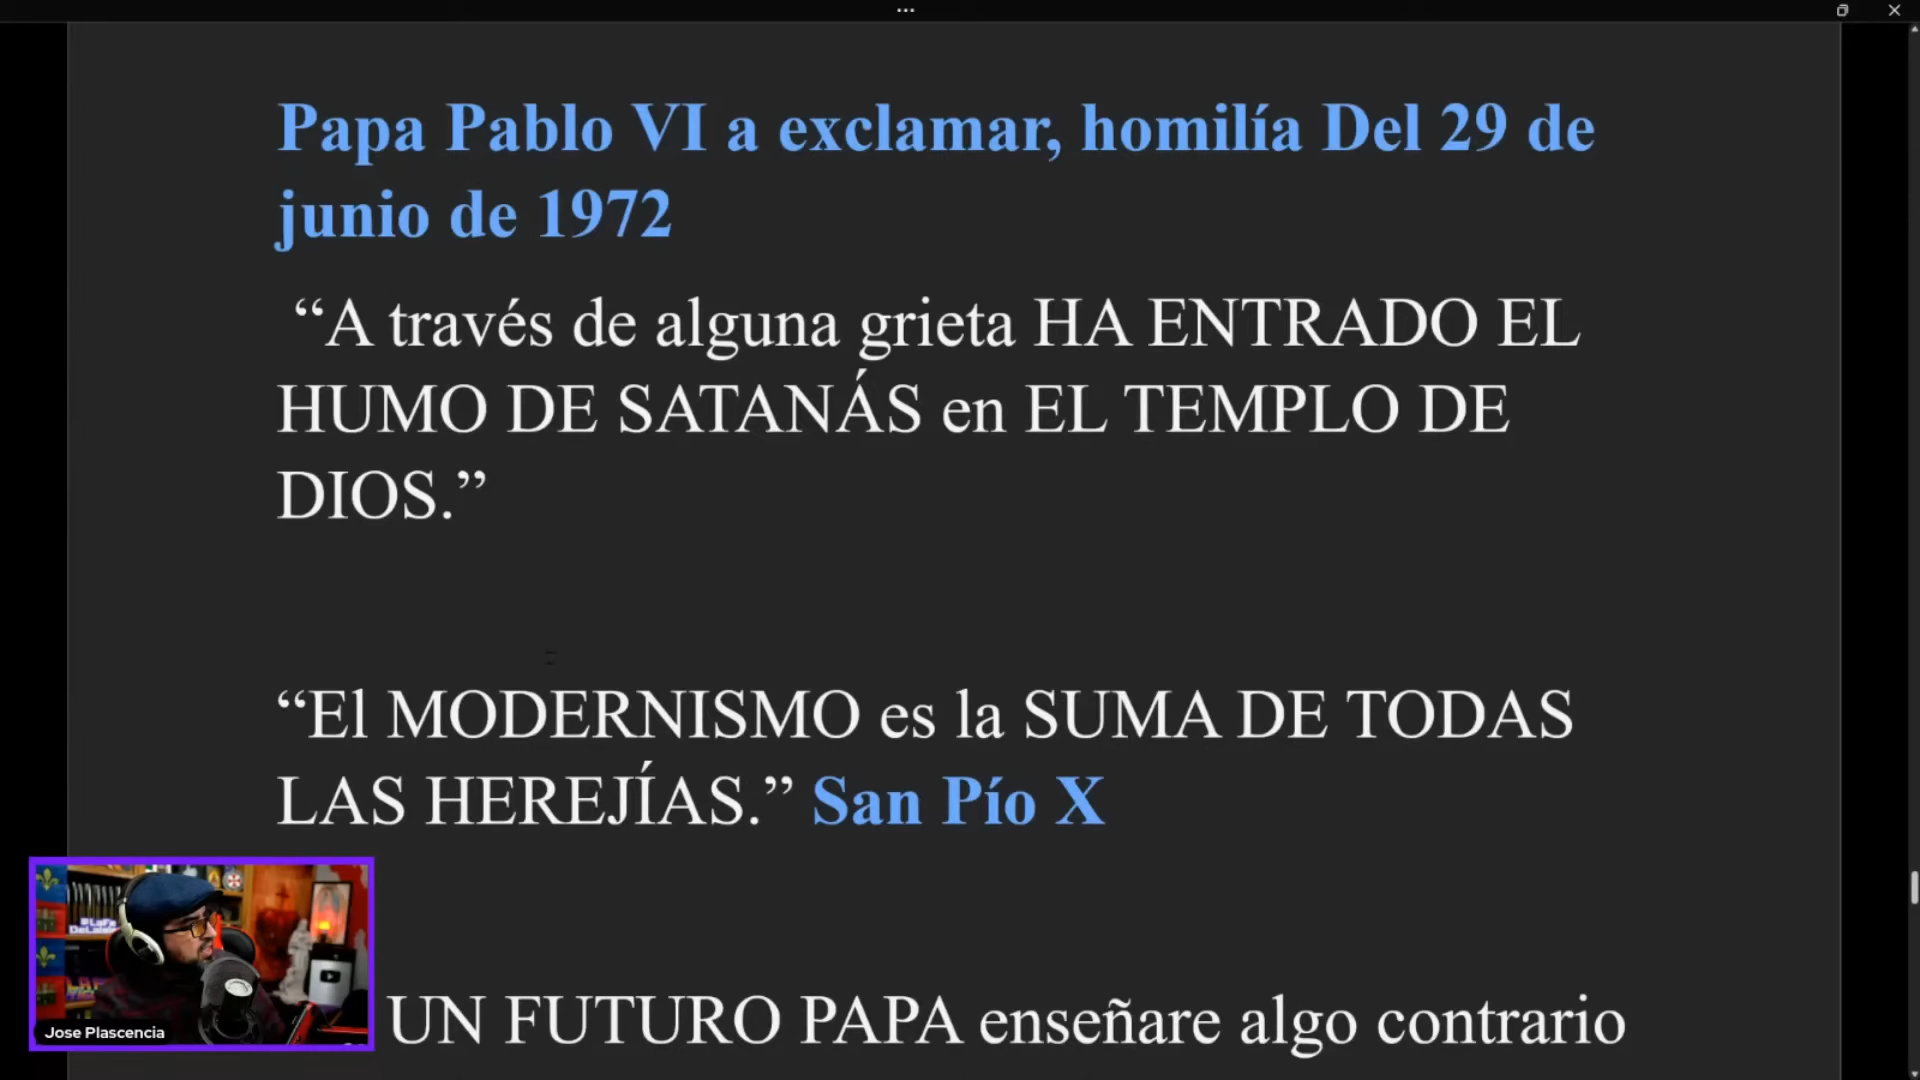 Papa Pablo VI a exclamar, homilía Del 29 de
junio de 1972
“A través de alguna grieta HA ENTRADO EL
HUMO DE SATANÁS en EL TEMPLO DE
DIOS.”
“El MODERNISMO es la SUMA DE TODAS
LAS HEREJÍAS.” San Pío X
UN FUTURO PAPA enseñare algo contrario
Jose Plascencia